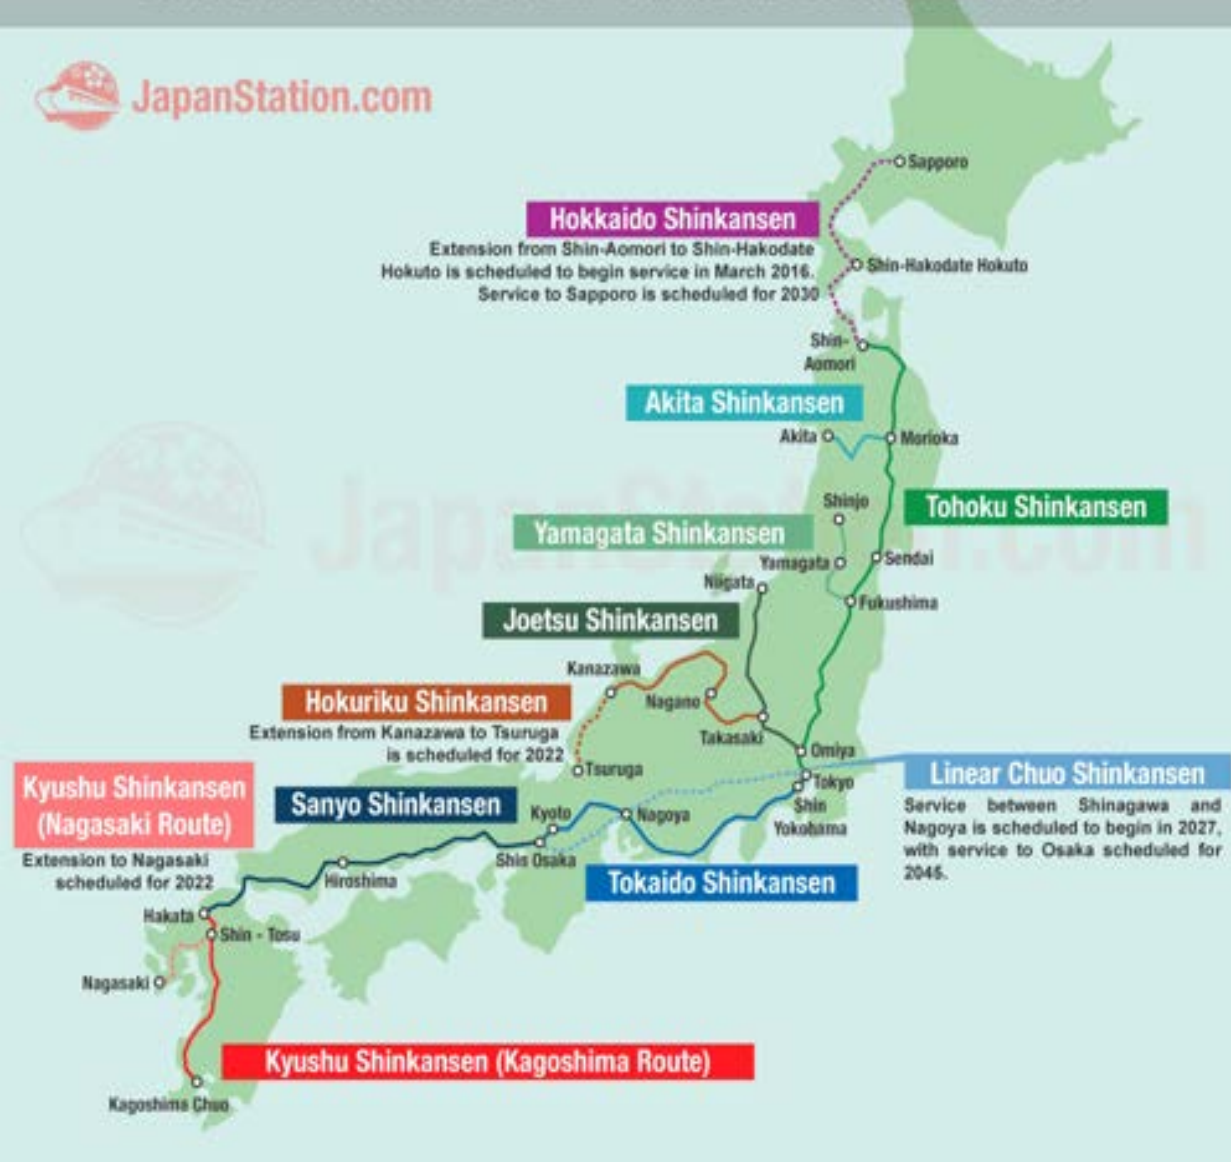 JapanStation.com
Sapporo
Hokkaido Shinkansen
Extension from Shin-Aomori to Shin-Hakodate
Hokuto is scheduled to begin service in March 2016.
Service to Sapporo is scheduled for 2030
Shin-Hakodate Hokuto
Shin-
Aomori
Akita Shinkansen
Akita
Morioka
JapanStation.com
Shinjo
Tohoku Shinkansen
Yamagata Shinkansen
Yamagata
Sendai
Niigata
Fukushima
Joetsu Shinkansen
Kanazawa
Hokuriku Shinkansen
Nagano
Extension from Kanazawa to Tsuruga
is scheduled for 2022
Takasaki
Omiya
Tsuruga
Tokyo
Linear Chuo Shinkansen
Service between Shinagawa and
Nagoya is scheduled to begin in 2027,
with service to Osaka scheduled for
2045.
Kyushu Shinkansen
(Nagasaki Route)
Extension to Nagasaki
scheduled for 2022
Sanyo Shinkansen
Kyoto
Nagoya
Shin
Yokohama
Shin Osaka
Hiroshima
Tokaido Shinkansen
Hakata
Shin - Tosu
Nagasaki
Kyushu Shinkansen (Kagoshima Route)
Kagoshima Chuo